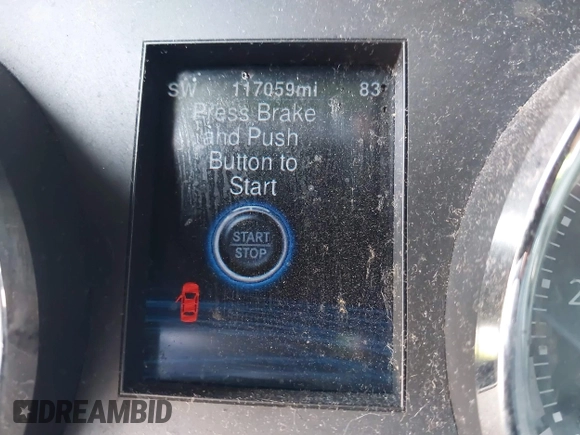 SW 117059mi 83°
Press Brake
and Push
Button to
Start
START
STOP
DREAMBID